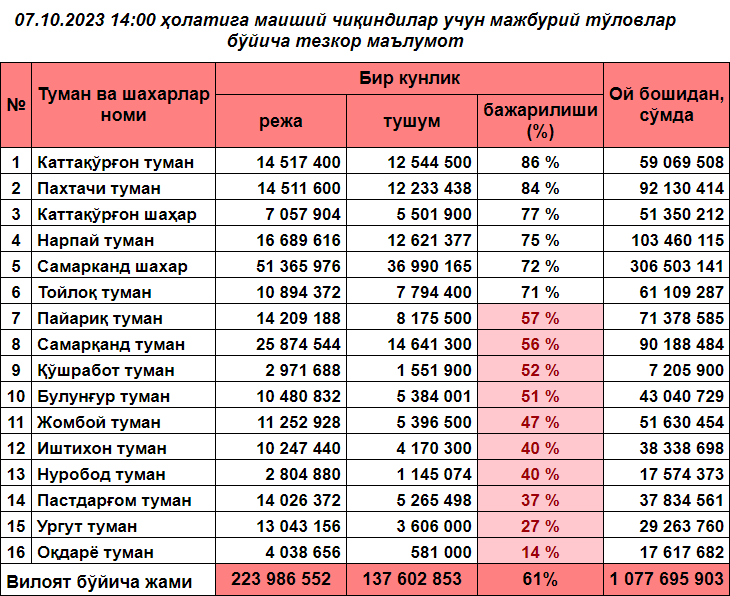 07.10.2023 14:00 ҳолатига маиший чиқиндилар учун мажбурий тўловлар
бўйича тезкор маълумот
№ Туман ва шахарлар номи Бир кунлик Ой бошидан, сўмда
режа тушум бажарилиши (%)
1 Каттақўрғон туман 14 517 400 12 544 500 86 % 59 069 508
2 Пахтачи туман 14 511 600 12 233 438 84 % 92 130 414
3 Каттақўрғон шаҳар 7 057 904 5 501 900 77 % 51 350 212
4 Нарпай туман 16 689 616 12 621 377 75 % 103 460 115
5 Самарканд шахар 51 365 976 36 990 165 72 % 306 503 141
6 Тойлоқ туман 10 894 372 7 794 400 71 % 61 109 287
7 Пайариқ туман 14 209 188 8 175 500 57 % 71 378 585
8 Самарқанд туман 25 874 544 14 641 300 56 % 90 188 484
9 Қўшработ туман 2 971 688 1 551 900 52 % 7 205 900
10 Булунғур туман 10 480 832 5 384 001 51 % 43 040 729
11 Жомбой туман 11 252 928 5 396 500 47 % 51 630 454
12 Иштихон туман 10 247 440 4 170 300 40 % 38 338 698
13 Нуробод туман 2 804 880 1 145 074 40 % 17 574 373
14 Пастдарғом туман 14 026 372 5 265 498 37 % 37 834 561
15 Ургут туман 13 043 156 3 606 000 27 % 29 263 760
16 Оқдарё туман 4 038 656 581 000 14 % 17 617 682
Вилоят бўйича жами 223 986 552 137 602 853 61% 1 077 695 903